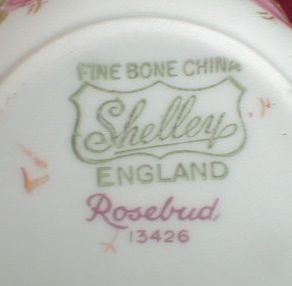 FINE BONE CHINA
Shelley
ENGLAND
Rosebud
13426